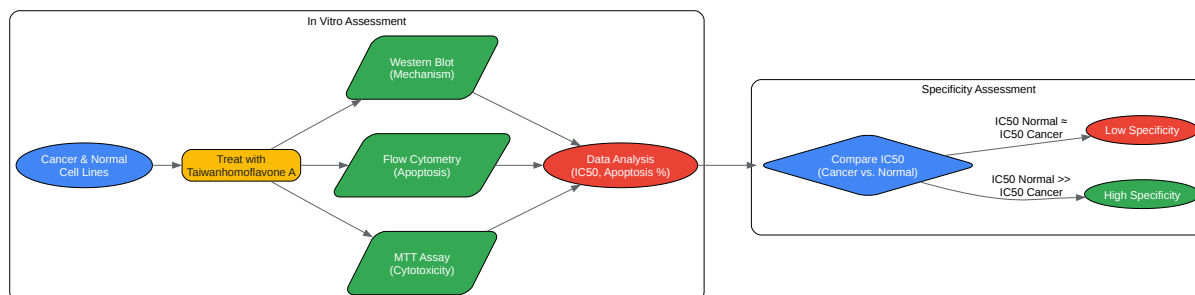 In Vitro Assessment
Western Blot
(Mechanism)
Cancer & Normal
Cell Lines
Treat with
Taiwanhomoflavone A
Flow Cytometry
(Apoptosis)
MTT Assay
(Cytotoxicity)
Data Analysis
(IC50, Apoptosis %)
Specificity Assessment
Compare IC50
(Cancer vs. Normal)
IC50 Normal ≈
IC50 Cancer
Low Specificity
IC50 Normal >>
IC50 Cancer
High Specificity